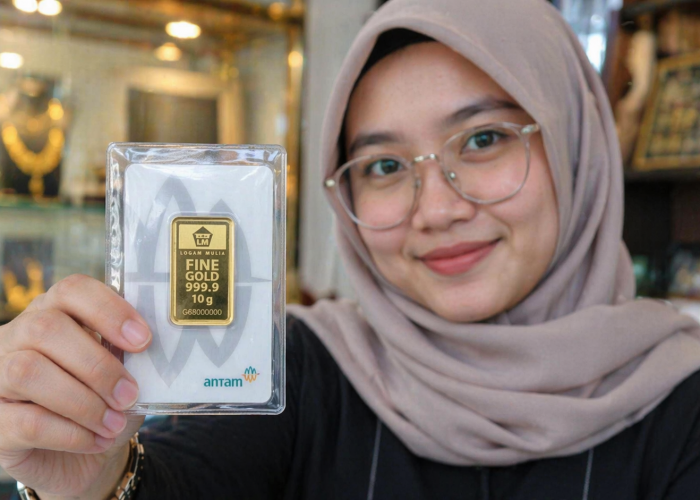 LM
LOGAM MULIA
FINE
GOLD
999.9
10 g
G68000000
antam